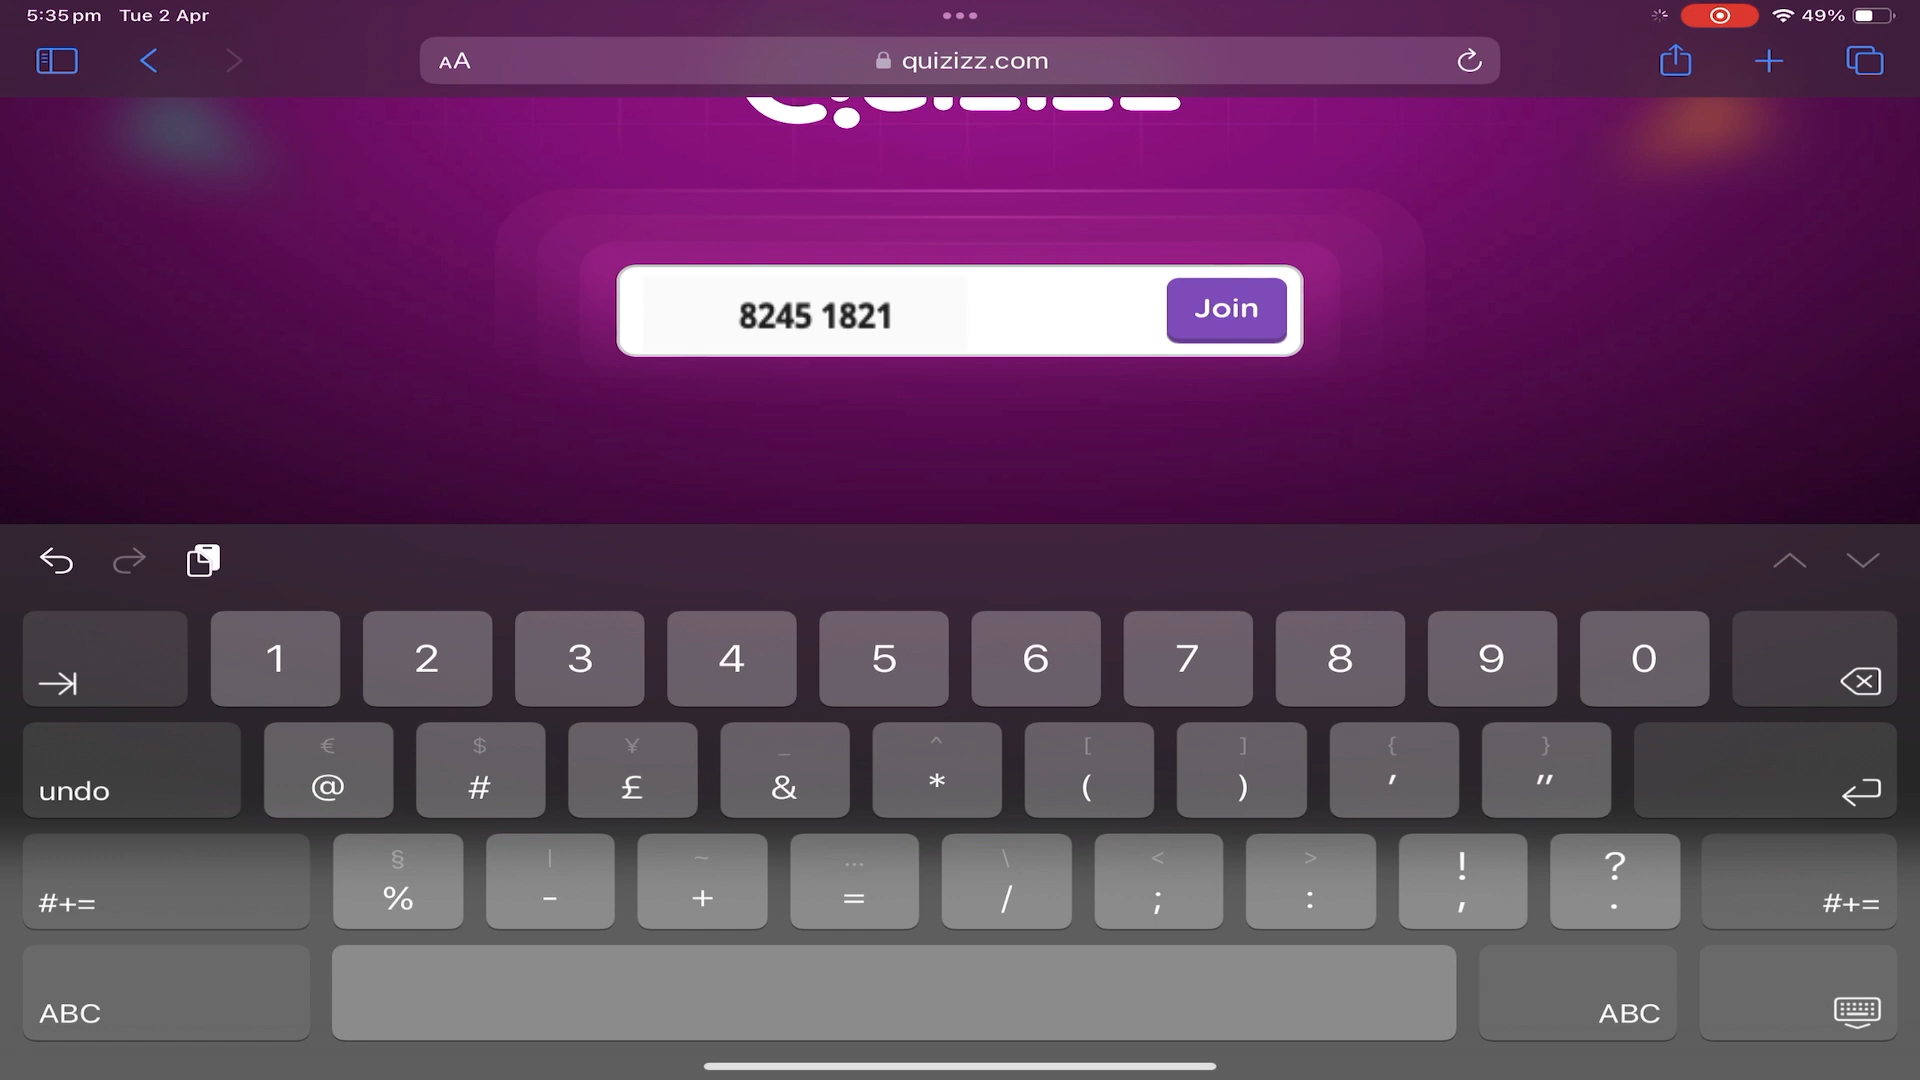 5:35 pm Tue 2 Apr
49%
AA
quizizz.com
8245 1821
Join
1 2 3 4 5 6 7 8 9 0
€ $ ¥ _ ^ [ ] { }
undo @ # £ & * ( ) ' "
§ | ~ … \ < > ! ?
#+= % - + = / ; : , . #+=
ABC ABC